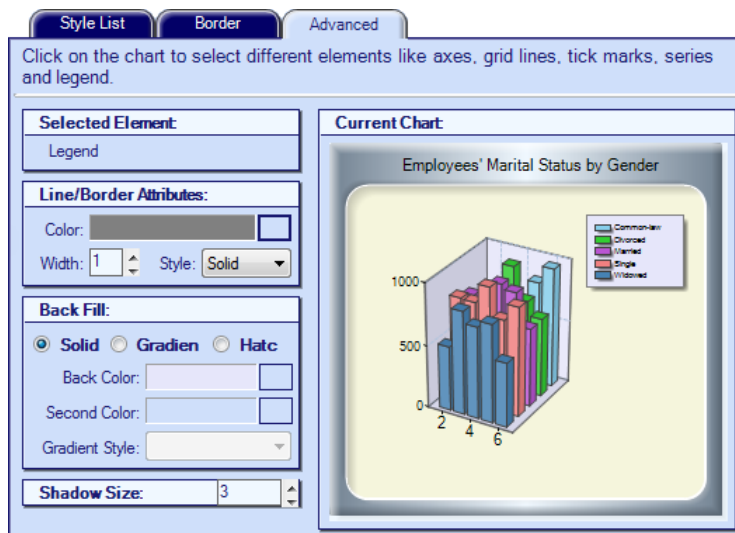 Style List
Border
Advanced
Click on the chart to select different elements like axes, grid lines, tick marks, series
and legend.
Selected Element:
Legend
Line/Border Attributes:
Color:
Width: 1 Style: Solid
Back Fill:
Solid Gradien Hatc
Back Color:
Second Color:
Gradient Style:
Shadow Size: 3
Current Chart:
Employees' Marital Status by Gender
Common-law
Divorced
Married
Single
Widowed
1000
500
0
2
4
6